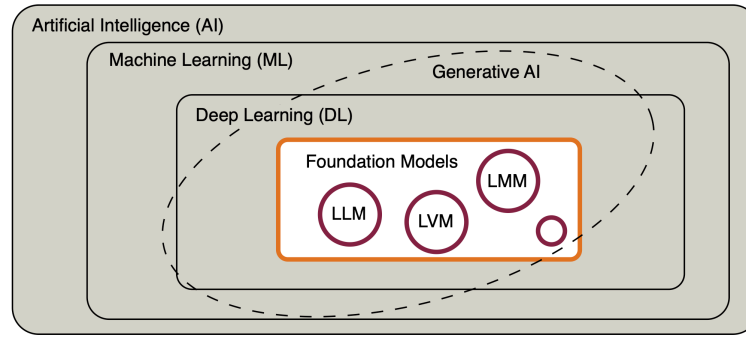 Artificial Intelligence (AI)
Machine Learning (ML)
Generative AI
Deep Learning (DL)
Foundation Models
LMM
LLM
LVM